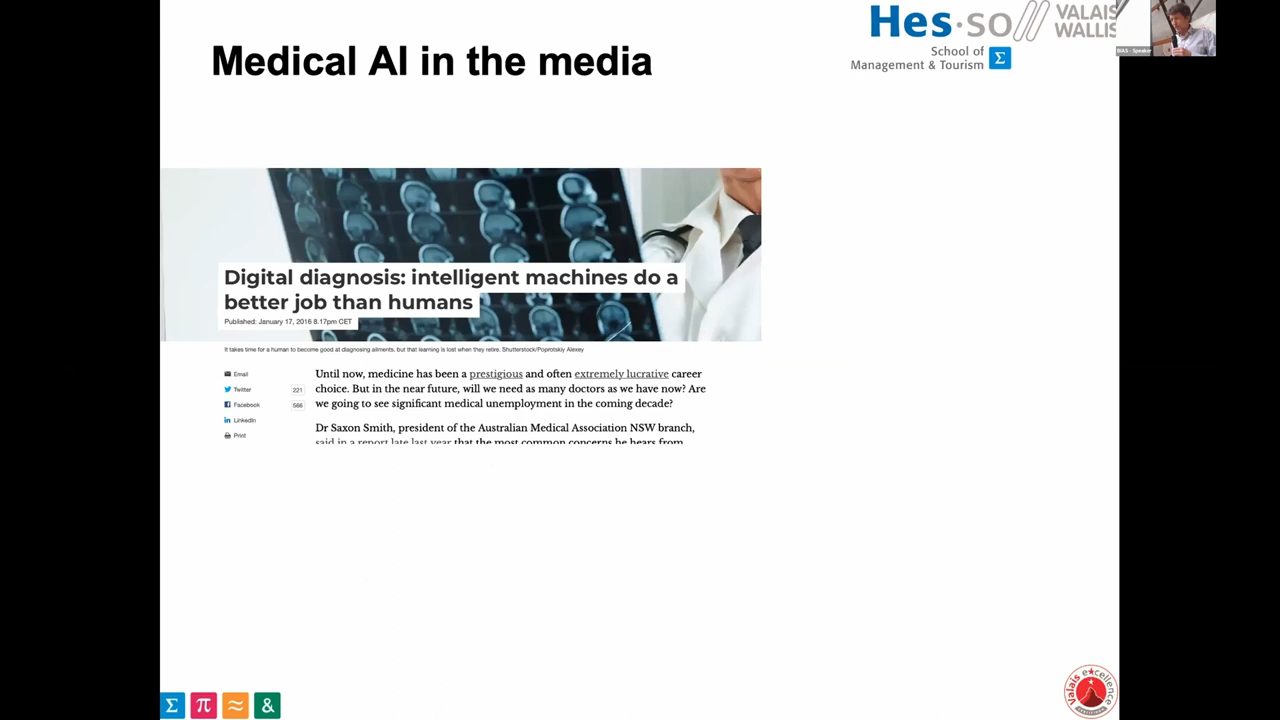 Medical AI in the media
Hes·so
VALAIS
WALLIS
School of
Management & Tourism
Σ
BIAS - Speaker
Digital diagnosis: intelligent machines do a
better job than humans
Published: January 17, 2016 8.17pm CET
It takes time for a human to become good at diagnosing ailments, but that learning is lost when they retire. Shutterstock/Poprotskiy Alexey
Email
Twitter 221
Facebook 566
LinkedIn
Print
Until now, medicine has been a prestigious and often extremely lucrative career
choice. But in the near future, will we need as many doctors as we have now? Are
we going to see significant medical unemployment in the coming decade?
Dr Saxon Smith, president of the Australian Medical Association NSW branch,
said in a report late last year that the most common concerns he hears from
Σ π ≈ &
Valais excellence